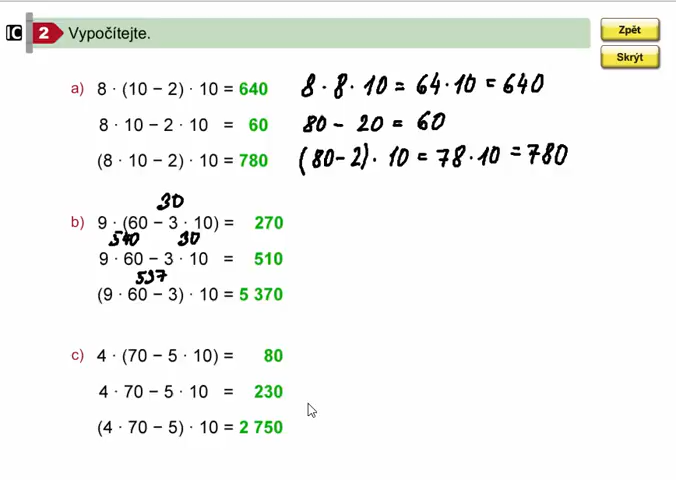 2 Vypočítejte.
Zpět
Skrýt
a) 8 · (10 − 2) · 10 = 640 8 · 8 · 10 = 64 · 10 = 640
8 · 10 − 2 · 10 = 60 80 − 20 = 60
(8 · 10 − 2) · 10 = 780 (80 − 2) · 10 = 78 · 10 = 780
30
b) 9 · (60 − 3 · 10) = 270
540 30
9 · 60 − 3 · 10 = 510
537
(9 · 60 − 3) · 10 = 5 370
c) 4 · (70 − 5 · 10) = 80
4 · 70 − 5 · 10 = 230
(4 · 70 − 5) · 10 = 2 750